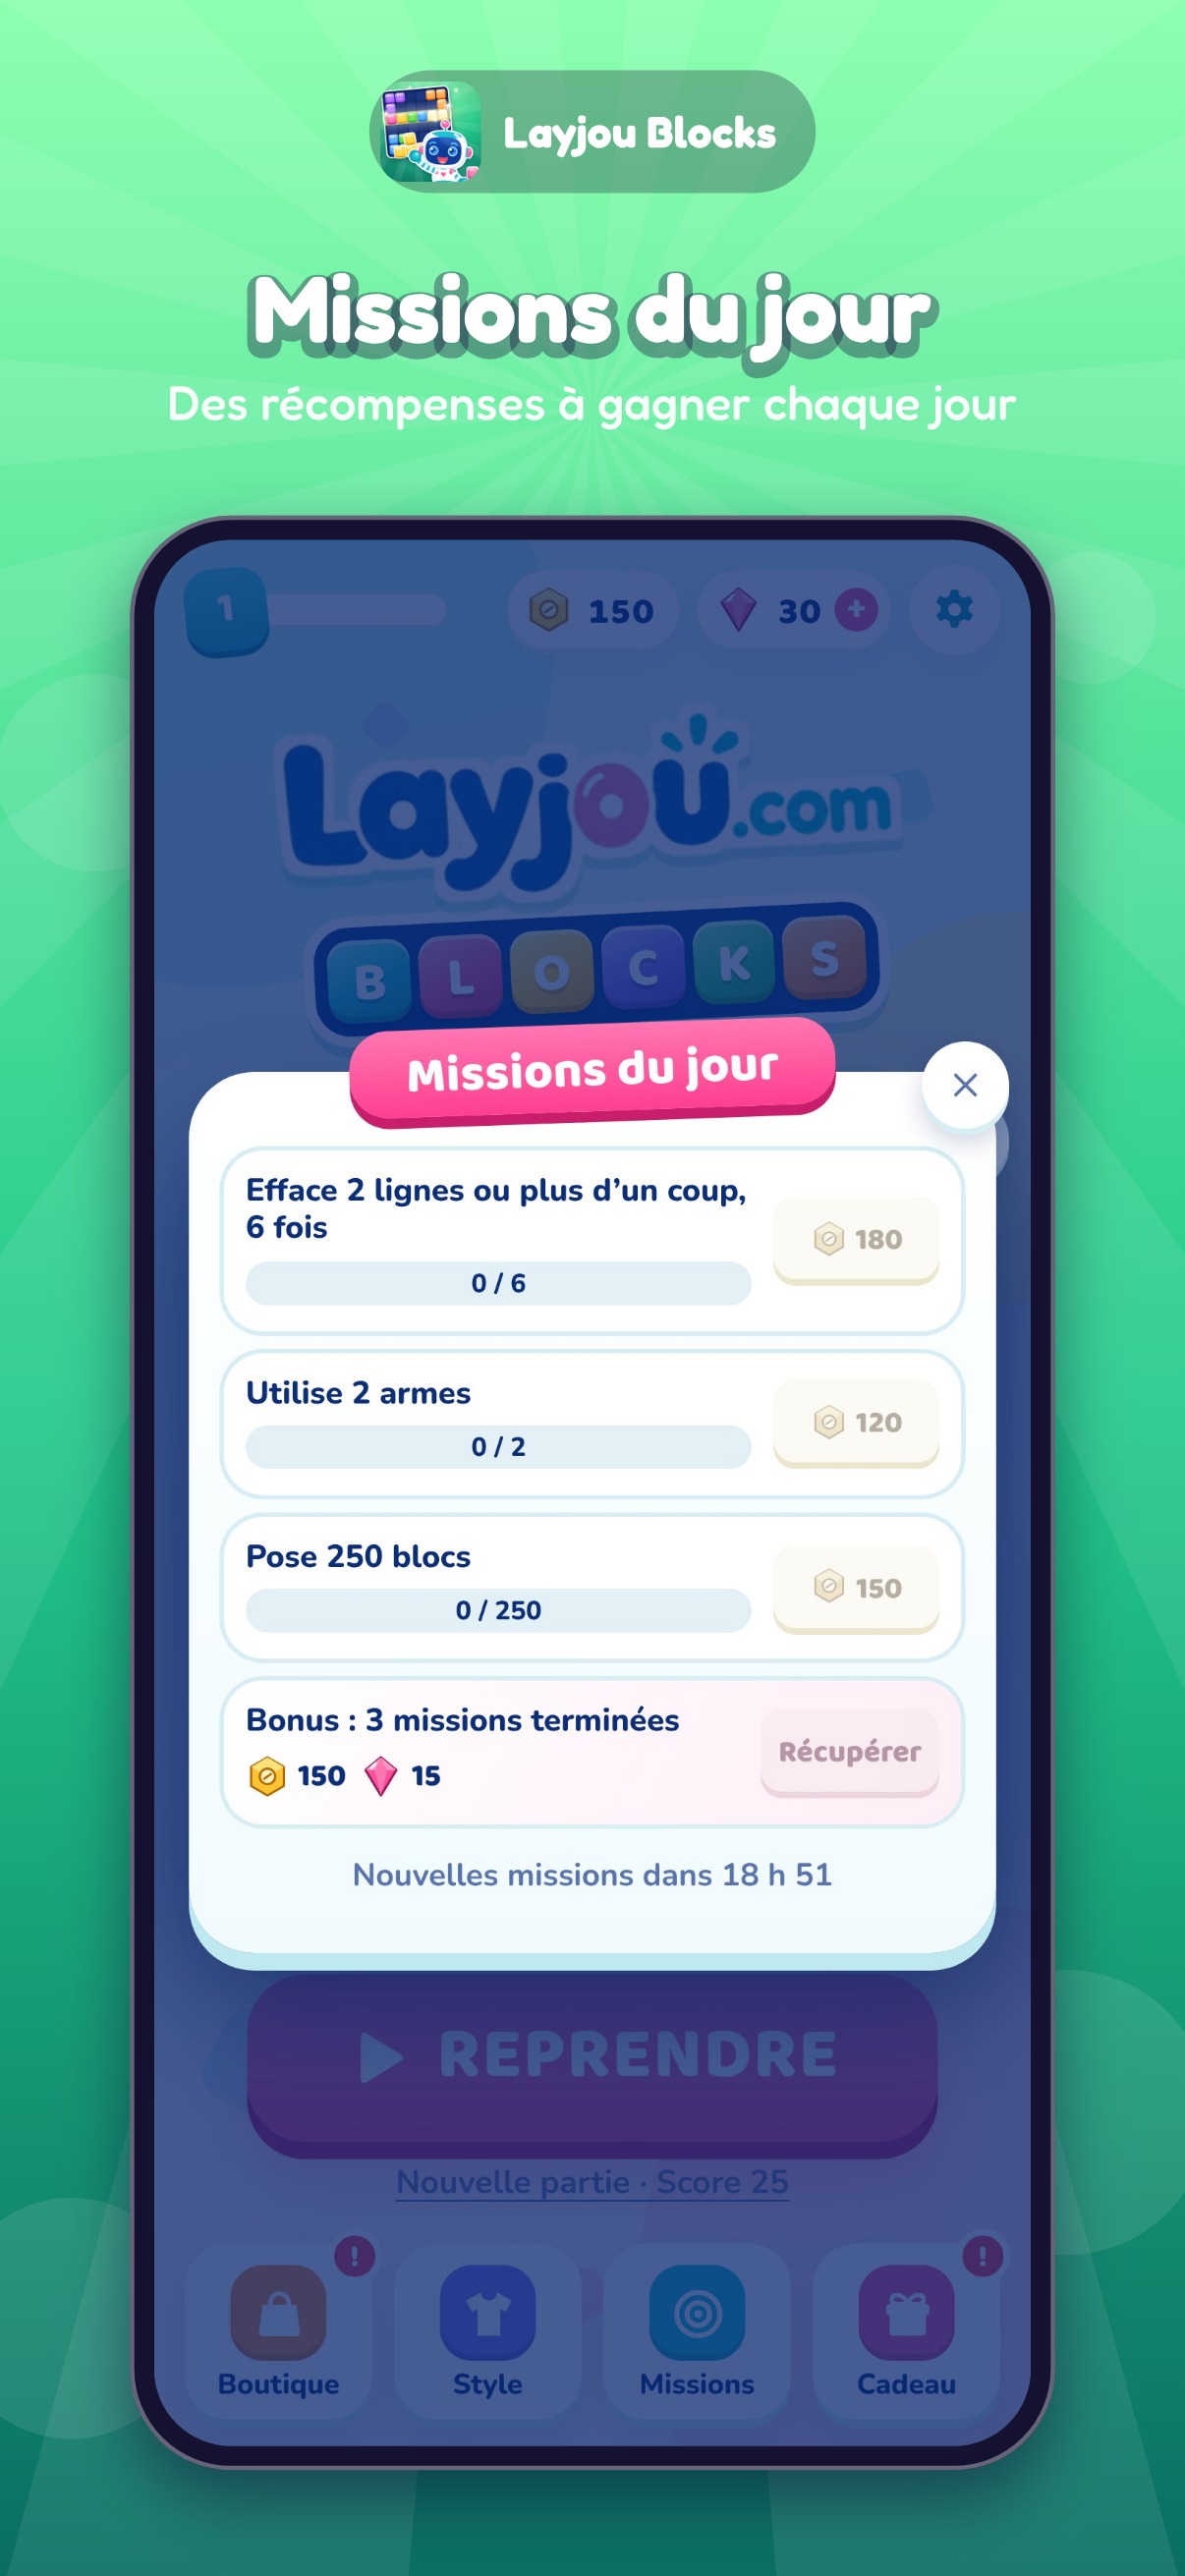 Layjou Blocks
Missions du jour
Des récompenses à gagner chaque jour
1
150
30
+
Layjou.com
BLOCKS
Missions du jour
Efface 2 lignes ou plus d’un coup,
6 fois
0 / 6
180
Utilise 2 armes
0 / 2
120
Pose 250 blocs
0 / 250
150
Bonus : 3 missions terminées
150
15
Récupérer
Nouvelles missions dans 18 h 51
REPRENDRE
Nouvelle partie · Score 25
!
!
Boutique
Style
Missions
Cadeau